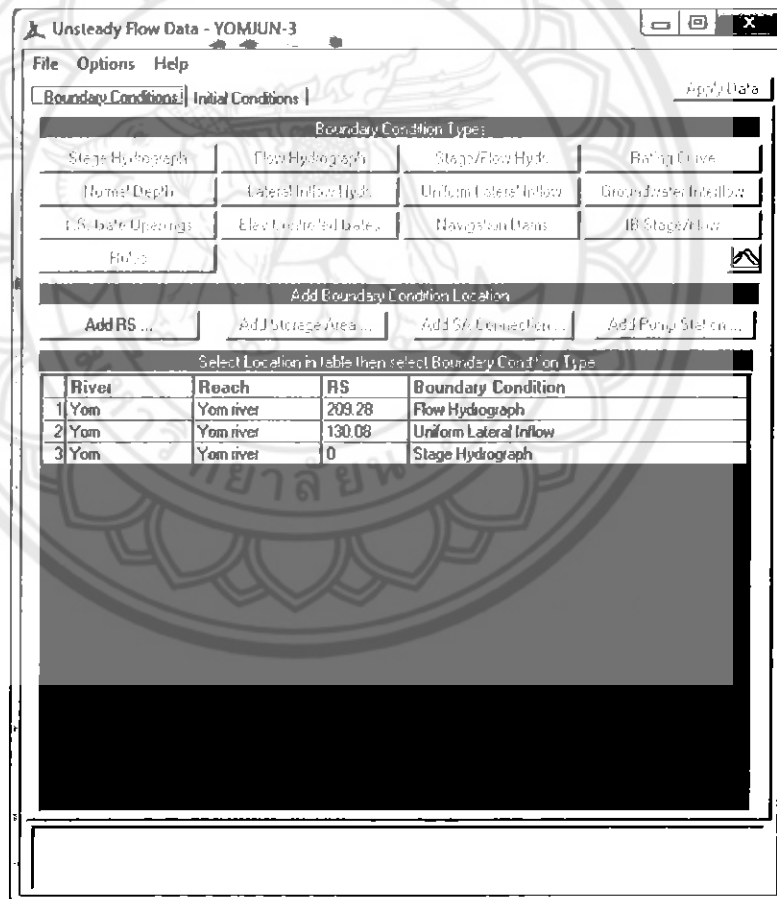 Unsteady Flow Data - YOMJUN-3
File Options Help
Boundary Conditions Initial Conditions
Apply Data
Boundary Condition Types
Stage Hydrograph Flow Hydrograph Stage/Flow Hydr. Rating Curve
Normal Depth Lateral Inflow Hydr. Uniform Lateral Inflow Groundwater Interflow
T.S. Gate Openings Elev Controlled Gates Navigation Dams IB Stage/Flow
Rules
Add Boundary Condition Location
Add RS ... Add Storage Area ... Add SA Connection ... Add Pump Station ...
Select Location in table then select Boundary Condition Type
River Reach RS Boundary Condition
1 Yom Yom river 209.28 Flow Hydrograph
2 Yom Yom river 130.08 Uniform Lateral Inflow
3 Yom Yom river 0 Stage Hydrograph